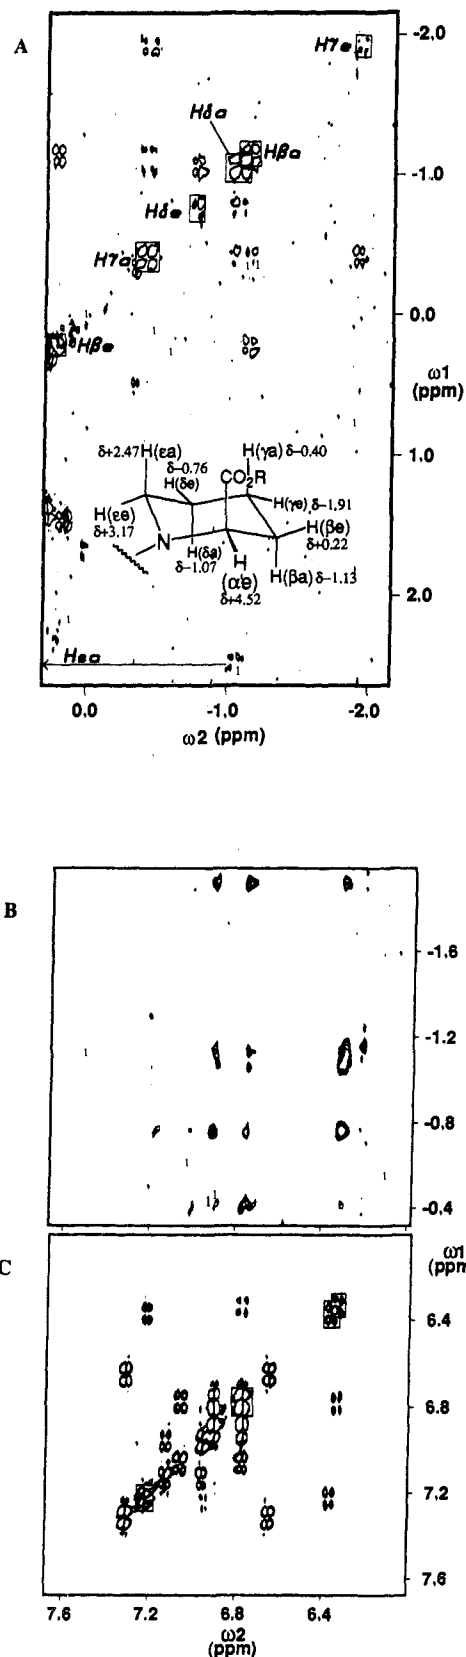 A
Hγe
-2.0
Hδa
Hβa
-1.0
Hδe
Hγa
0.0
Hβe
ω1
(ppm)
1.0
δ+2.47 H(εa)
δ-0.76
H(δe)
CO₂R
H(γa) δ-0.40
H(εe)
δ+3.17
H(γe) δ-1.91
H(βe)
δ+0.22
N
H(δa)
δ-1.07
H
(αe)
δ+4.52
H(βa) δ-1.13
2.0
Hεa
0.0 -1.0 -2.0
ω2 (ppm)
B
-1.6
-1.2
-0.8
-0.4
C
ω1
(ppm
6.4
6.8
7.2
7.6
7.6 7.2 6.8 6.4
ω2
(ppm)